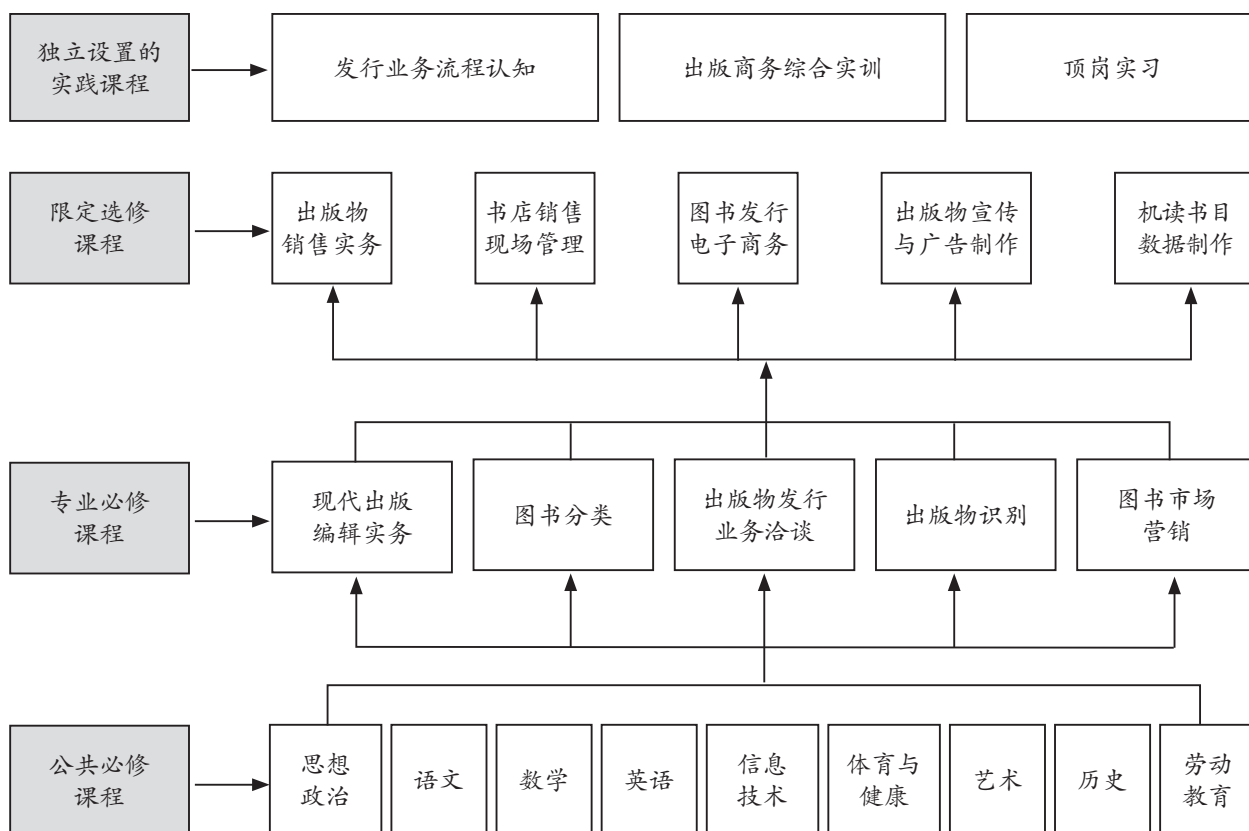 独立设置的
实践课程
发行业务流程认知
出版商务综合实训
顶岗实习
限定选修
课程
出版物
销售实务
书店销售
现场管理
图书发行
电子商务
出版物宣传
与广告制作
机读书目
数据制作
专业必修
课程
现代出版
编辑实务
图书分类
出版物发行
业务洽谈
出版物识别
图书市场
营销
公共必修
课程
思想
政治
语文
数学
英语
信息
技术
体育与
健康
艺术
历史
劳动
教育